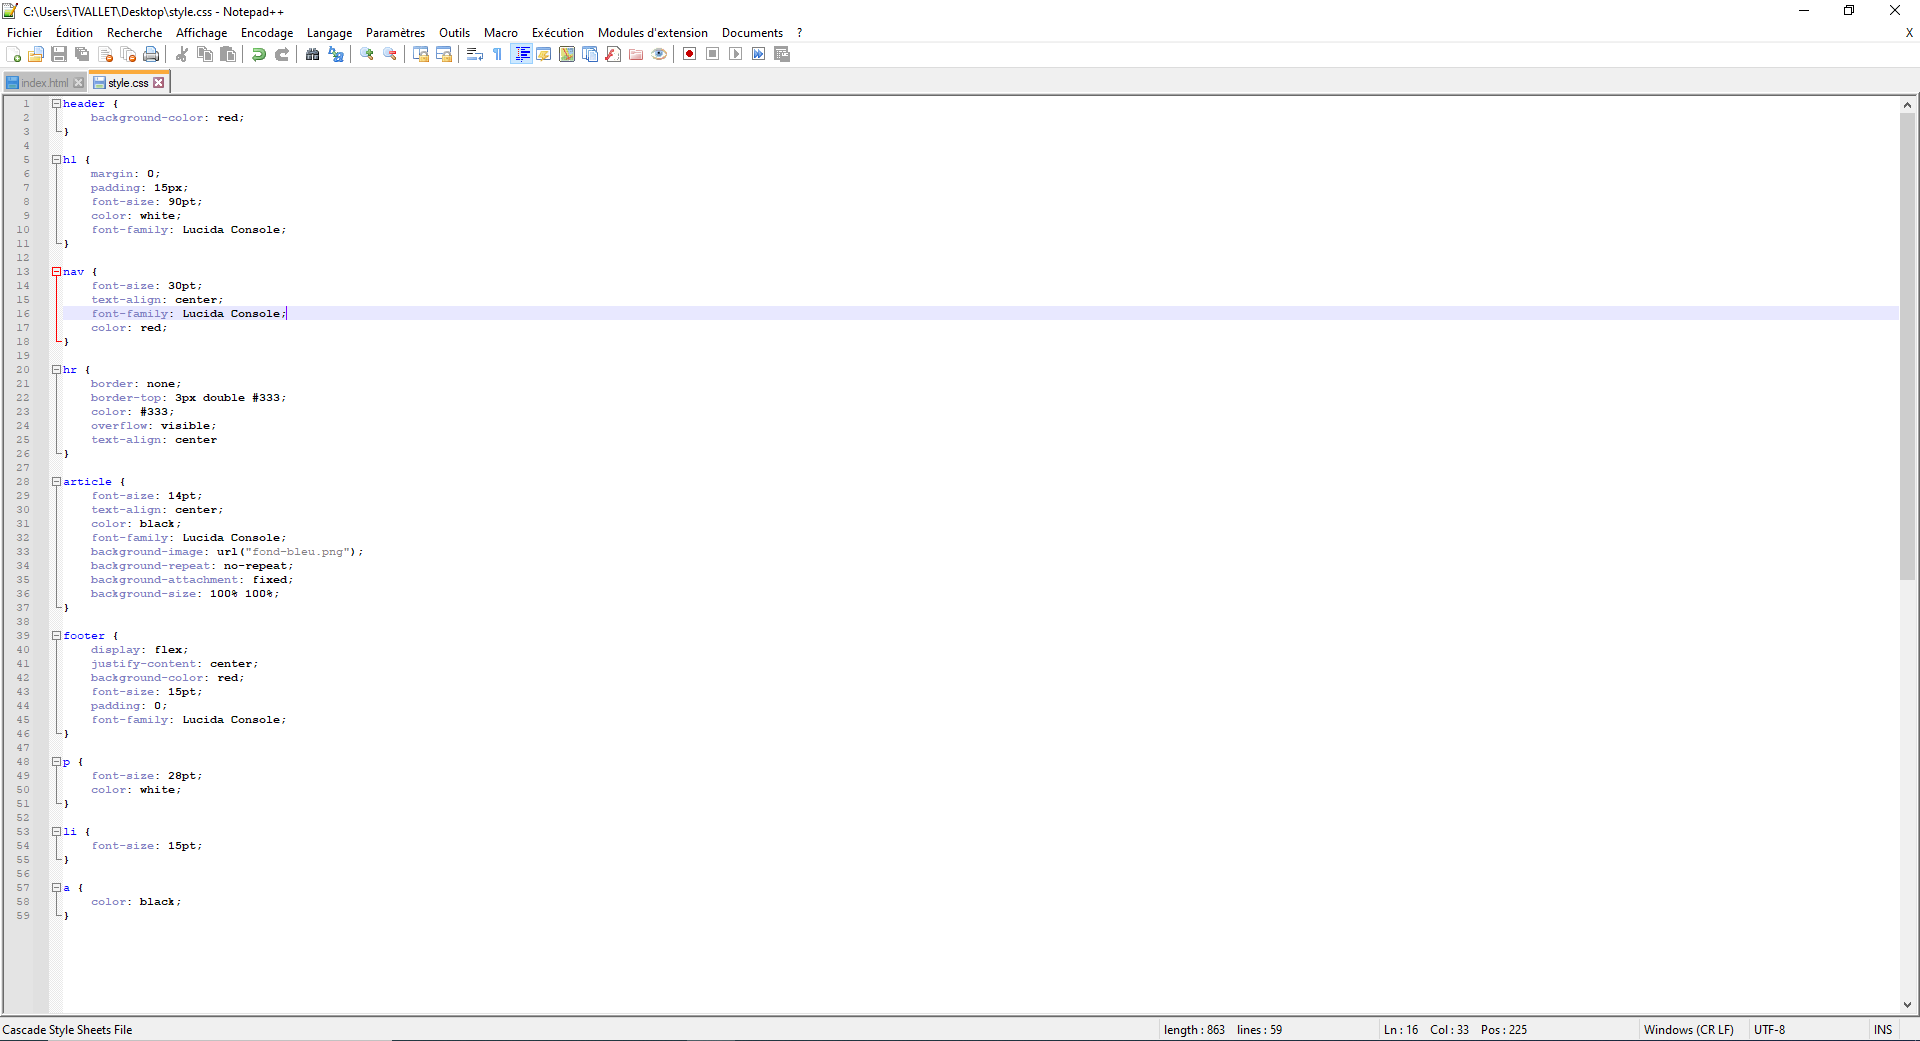 C:\Users\TVALLET\Desktop\style.css - Notepad++
Fichier Édition Recherche Affichage Encodage Langage Paramètres Outils Macro Exécution Modules d'extension Documents ? X
index.html style.css
1 header {
2 background-color: red;
3 }
4
5 h1 {
6 margin: 0;
7 padding: 15px;
8 font-size: 90pt;
9 color: white;
10 font-family: Lucida Console;
11 }
12
13 nav {
14 font-size: 30pt;
15 text-align: center;
16 font-family: Lucida Console;
17 color: red;
18 }
19
20 hr {
21 border: none;
22 border-top: 3px double #333;
23 color: #333;
24 overflow: visible;
25 text-align: center
26 }
27
28 article {
29 font-size: 14pt;
30 text-align: center;
31 color: black;
32 font-family: Lucida Console;
33 background-image: url("fond-bleu.png");
34 background-repeat: no-repeat;
35 background-attachment: fixed;
36 background-size: 100% 100%;
37 }
38
39 footer {
40 display: flex;
41 justify-content: center;
42 background-color: red;
43 font-size: 15pt;
44 padding: 0;
45 font-family: Lucida Console;
46 }
47
48 p {
49 font-size: 28pt;
50 color: white;
51 }
52
53 li {
54 font-size: 15pt;
55 }
56
57 a {
58 color: black;
59 }
Cascade Style Sheets File length : 863 lines : 59 Ln : 16 Col : 33 Pos : 225 Windows (CR LF) UTF-8 INS